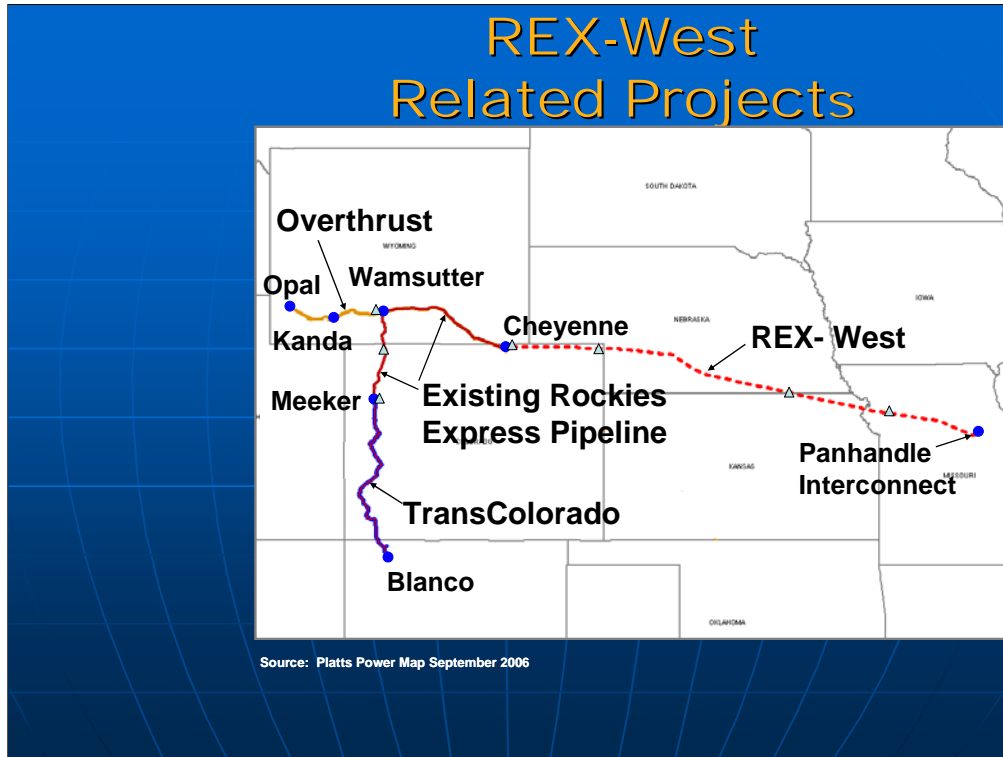 REX-West
Related Projects
SOUTH DAKOTA
Overthrust
WYOMING
Opal
Wamsutter
IOWA
Kanda
Cheyenne
NEBRASKA
REX- West
Meeker
Existing Rockies
Express Pipeline
COLORADO
Panhandle
Interconnect
KANSAS
MISSOURI
TransColorado
Blanco
OKLAHOMA
Source: Platts Power Map September 2006